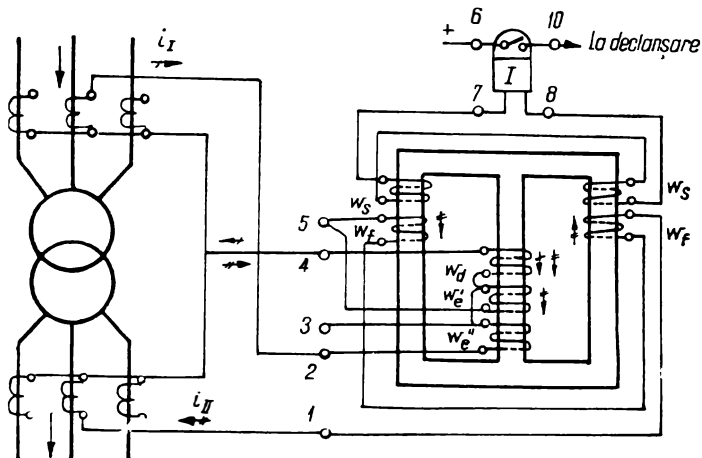 i_I
+
6
10
la declanșare
I
7
8
w_s
w_f
5
4
3
2
1
w_d
w_e'
w_e''
w_s
w_f
i_II